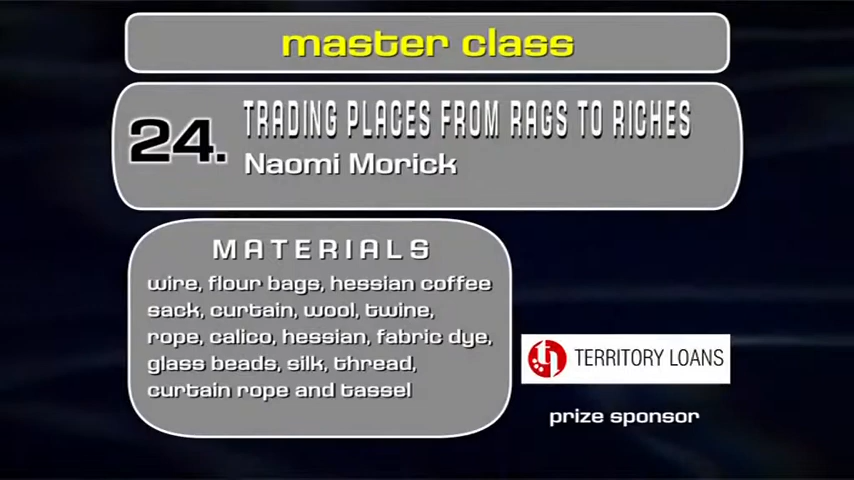 master class
24.
TRADING PLACES FROM RAGS TO RICHES
Naomi Morick
MATERIALS
wire, flour bags, hessian coffee
sack, curtain, wool, twine,
rope, calico, hessian, fabric dye,
glass beads, silk, thread,
curtain rope and tassel
TERRITORY LOANS
prize sponsor